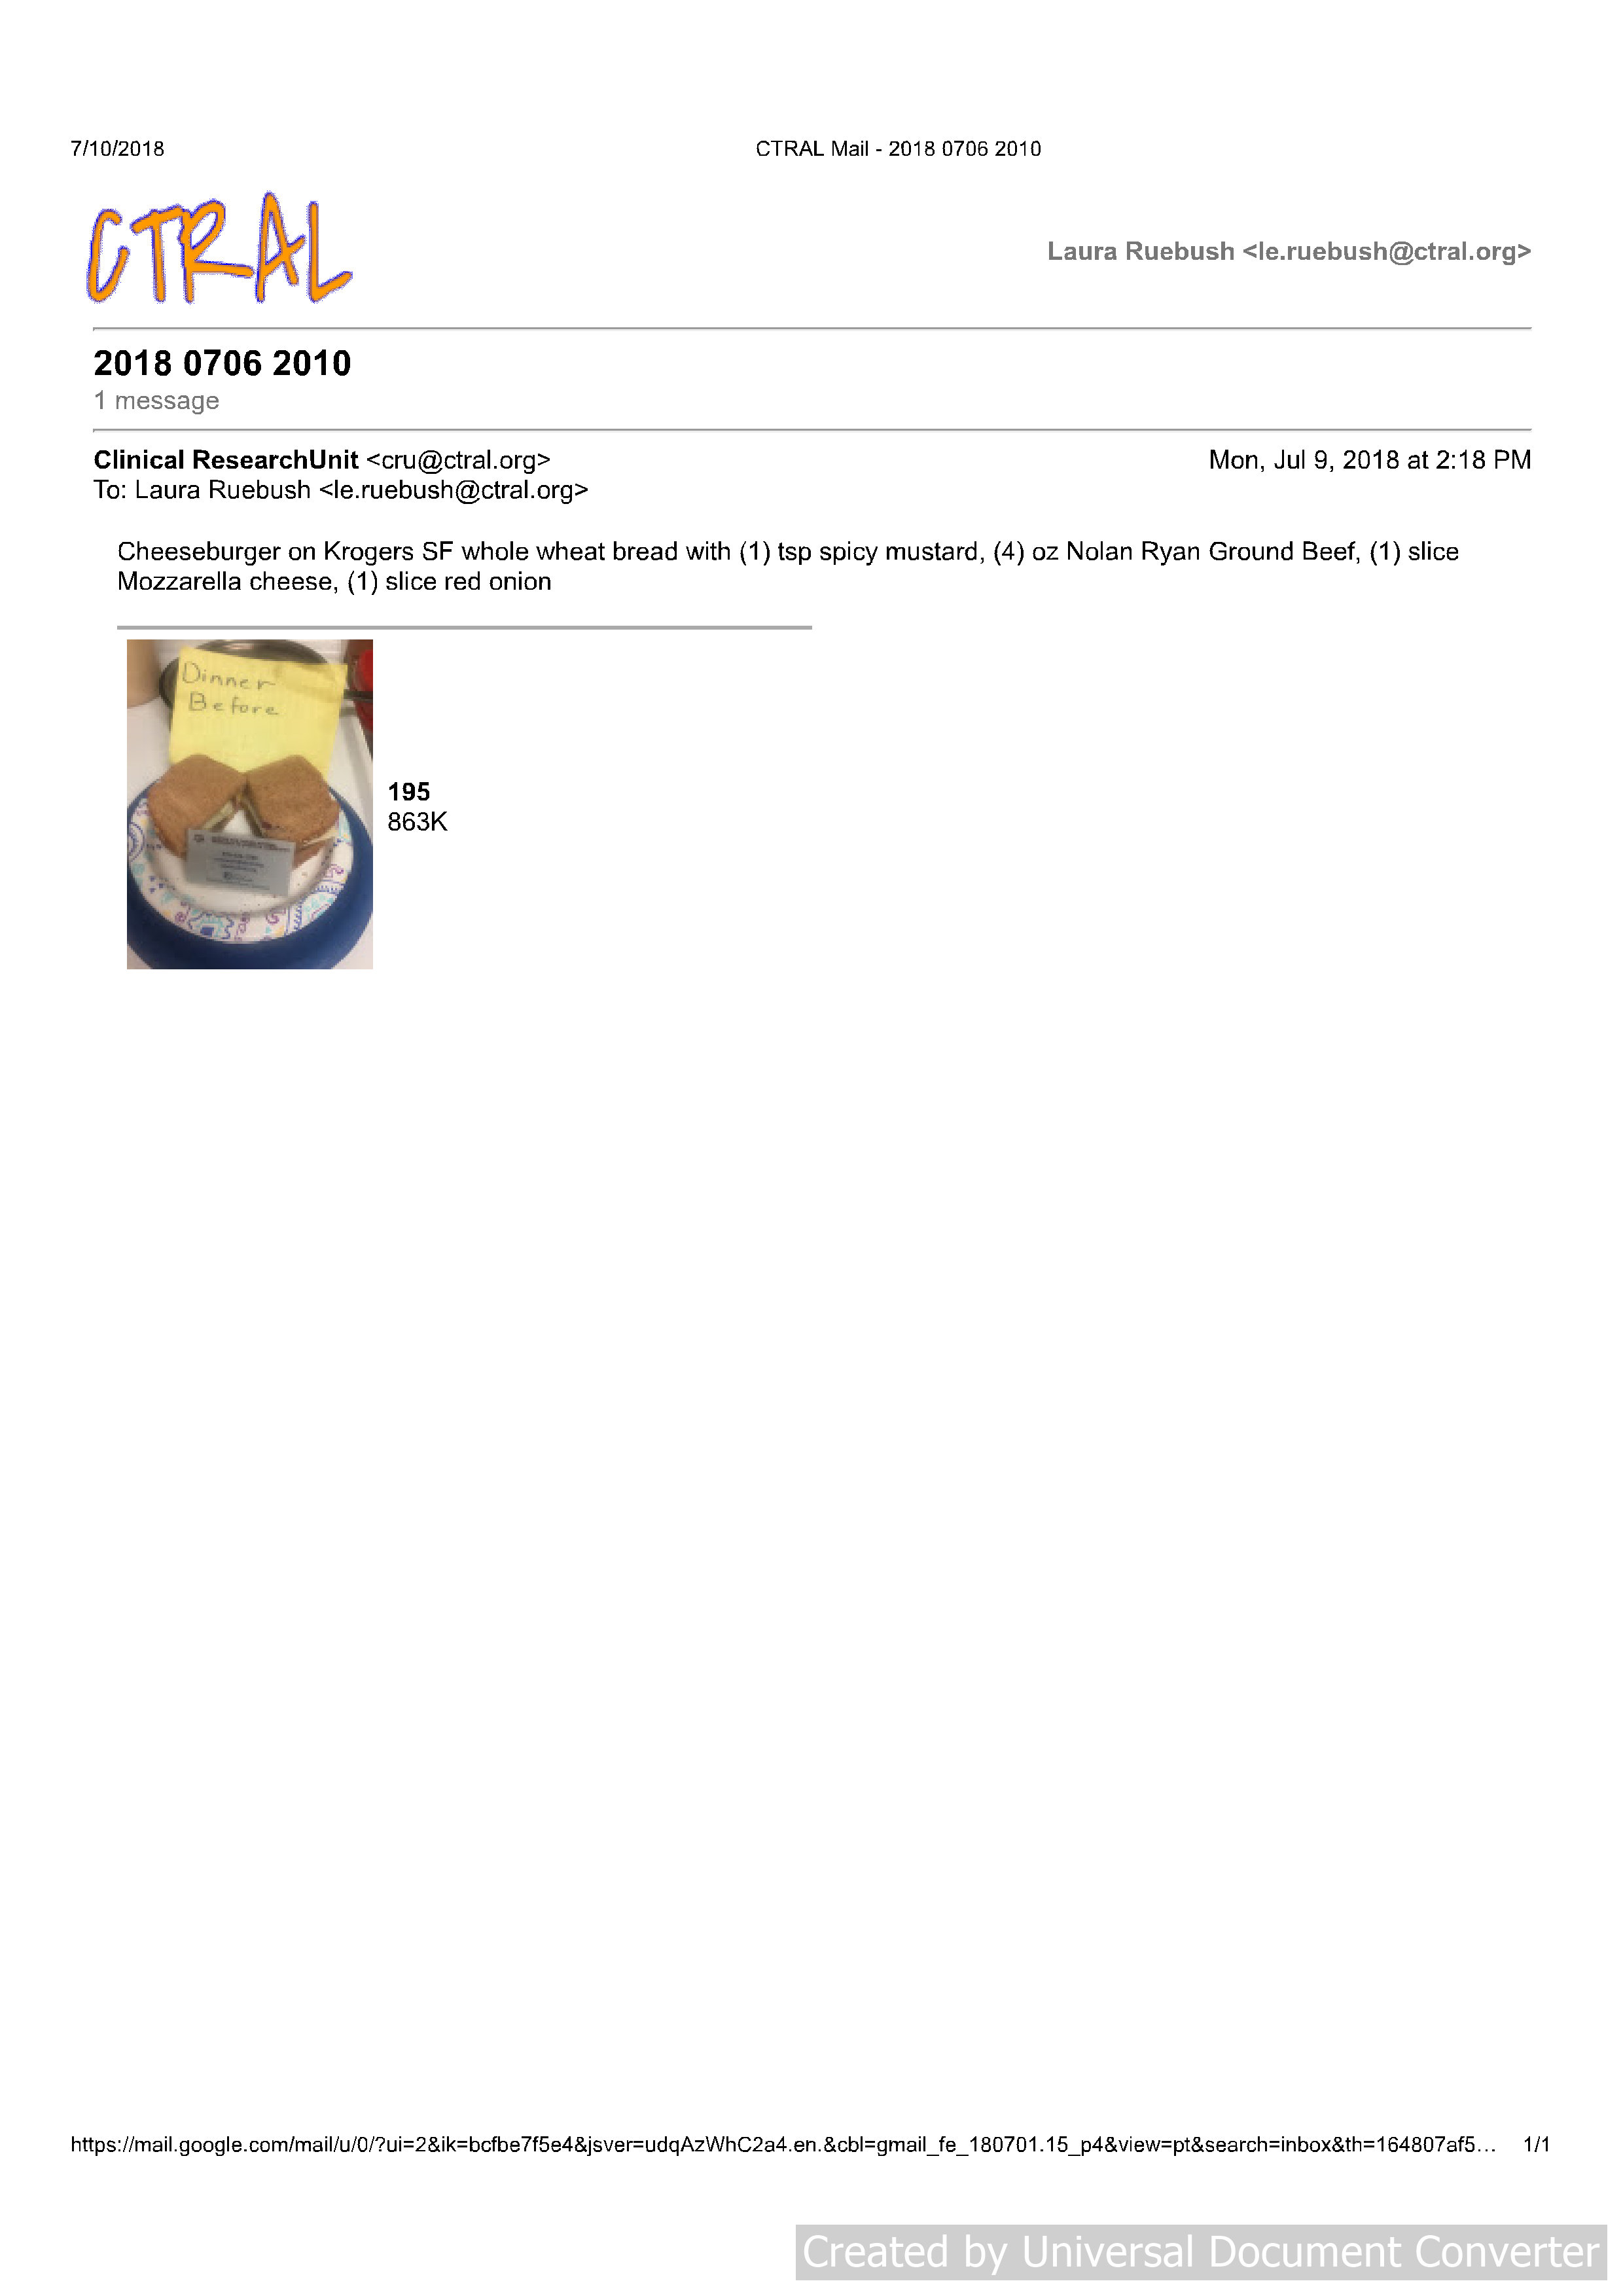 7/10/2018 CTRAL Mail - 2018 0706 2010
CTRAL
Laura Ruebush <le.ruebush@ctral.org>
2018 0706 2010
1 message
Clinical ResearchUnit <cru@ctral.org> Mon, Jul 9, 2018 at 2:18 PM
To: Laura Ruebush <le.ruebush@ctral.org>
Cheeseburger on Krogers SF whole wheat bread with (1) tsp spicy mustard, (4) oz Nolan Ryan Ground Beef, (1) slice
Mozzarella cheese, (1) slice red onion
Dinner
Before
195
863K
https://mail.google.com/mail/u/0/?ui=2&ik=bcfbe7f5e4&jsver=udqAzWhC2a4.en.&cbl=gmail_fe_180701.15_p4&view=pt&search=inbox&th=164807af5... 1/1
Created by Universal Document Converter